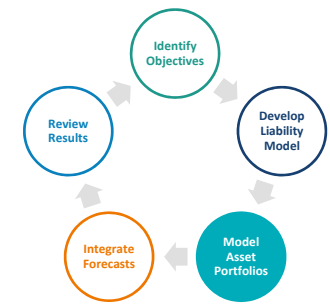 Identify
Objectives
Develop
Liability
Model
Model
Asset
Portfolios
Integrate
Forecasts
Review
Results